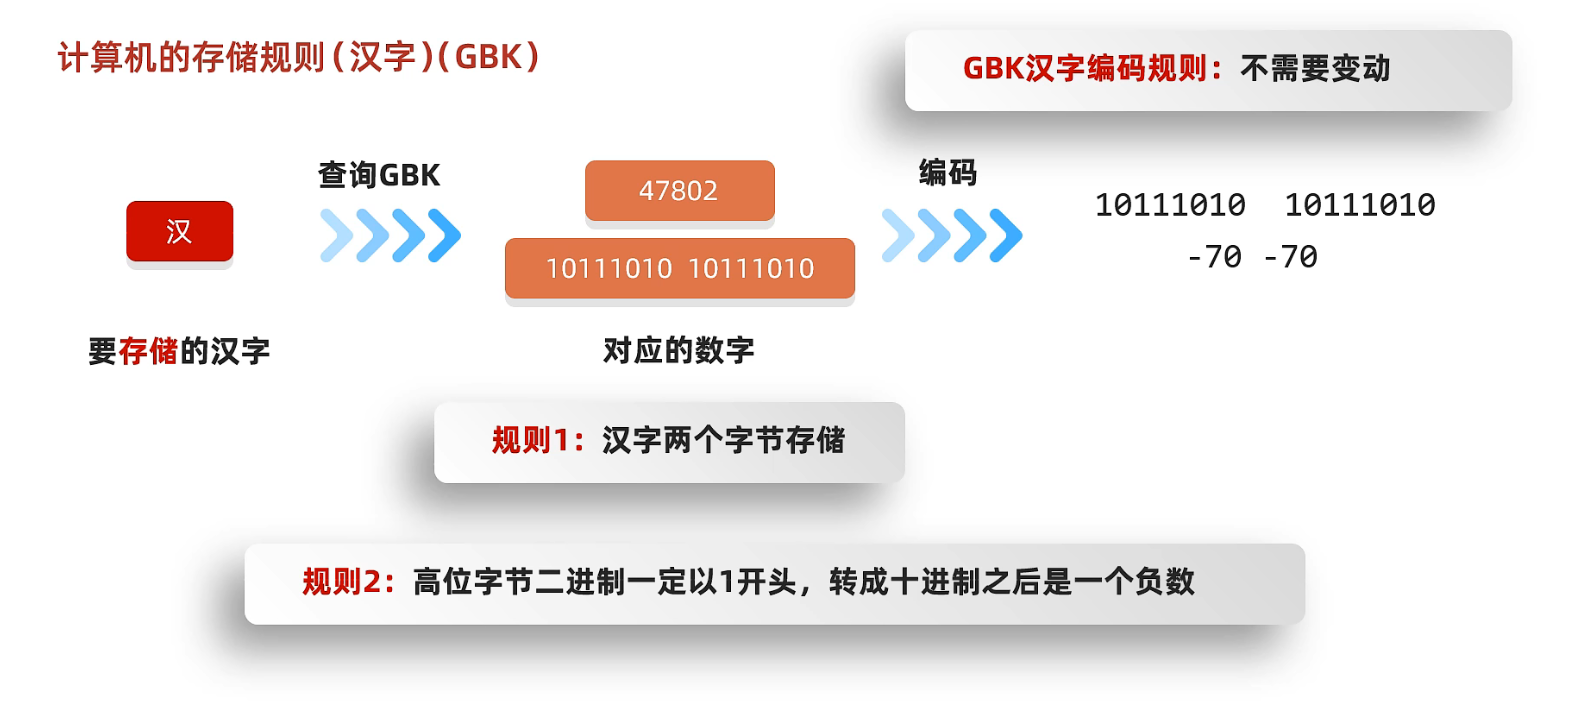 计算机的存储规则(汉字)(GBK)
GBK汉字编码规则：不需要变动
汉
查询GBK
47802
10111010 10111010
编码
10111010 10111010
-70 -70
要存储的汉字
对应的数字
规则1：汉字两个字节存储
规则2：高位字节二进制一定以1开头，转成十进制之后是一个负数